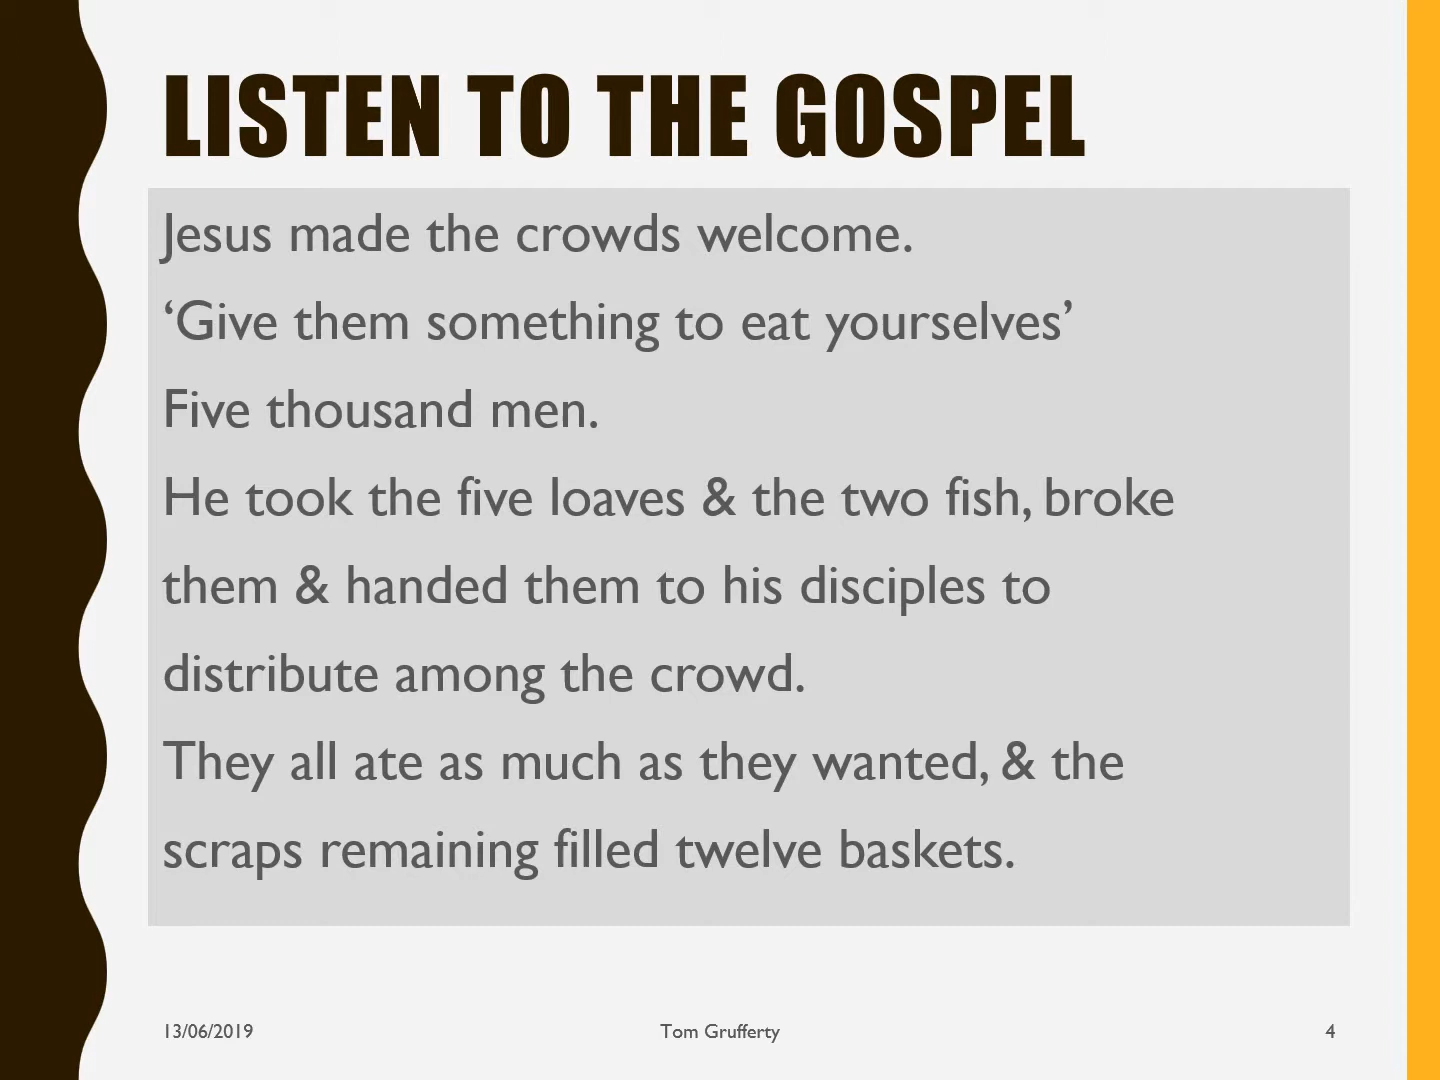 LISTEN TO THE GOSPEL
Jesus made the crowds welcome.
‘Give them something to eat yourselves’
Five thousand men.
He took the five loaves & the two fish, broke
them & handed them to his disciples to
distribute among the crowd.
They all ate as much as they wanted, & the
scraps remaining filled twelve baskets.
13/06/2019
Tom Grufferty
4